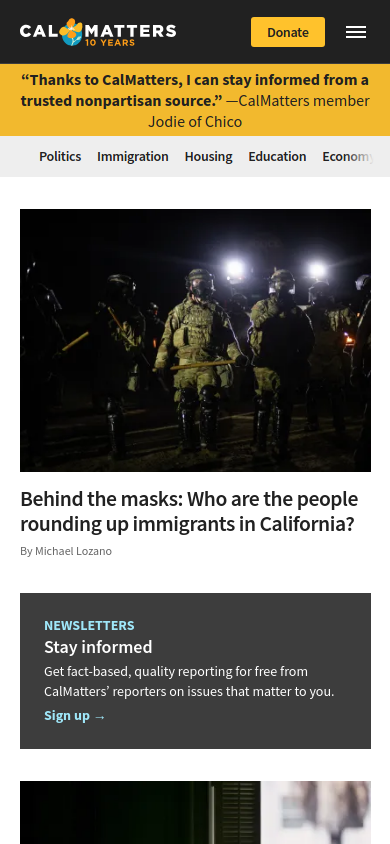 CALMATTERS
10 YEARS
Donate
“Thanks to CalMatters, I can stay informed from a
trusted nonpartisan source.” —CalMatters member
Jodie of Chico
Politics Immigration Housing Education Economy
Behind the masks: Who are the people
rounding up immigrants in California?
By Michael Lozano
NEWSLETTERS
Stay informed
Get fact-based, quality reporting for free from
CalMatters’ reporters on issues that matter to you.
Sign up →